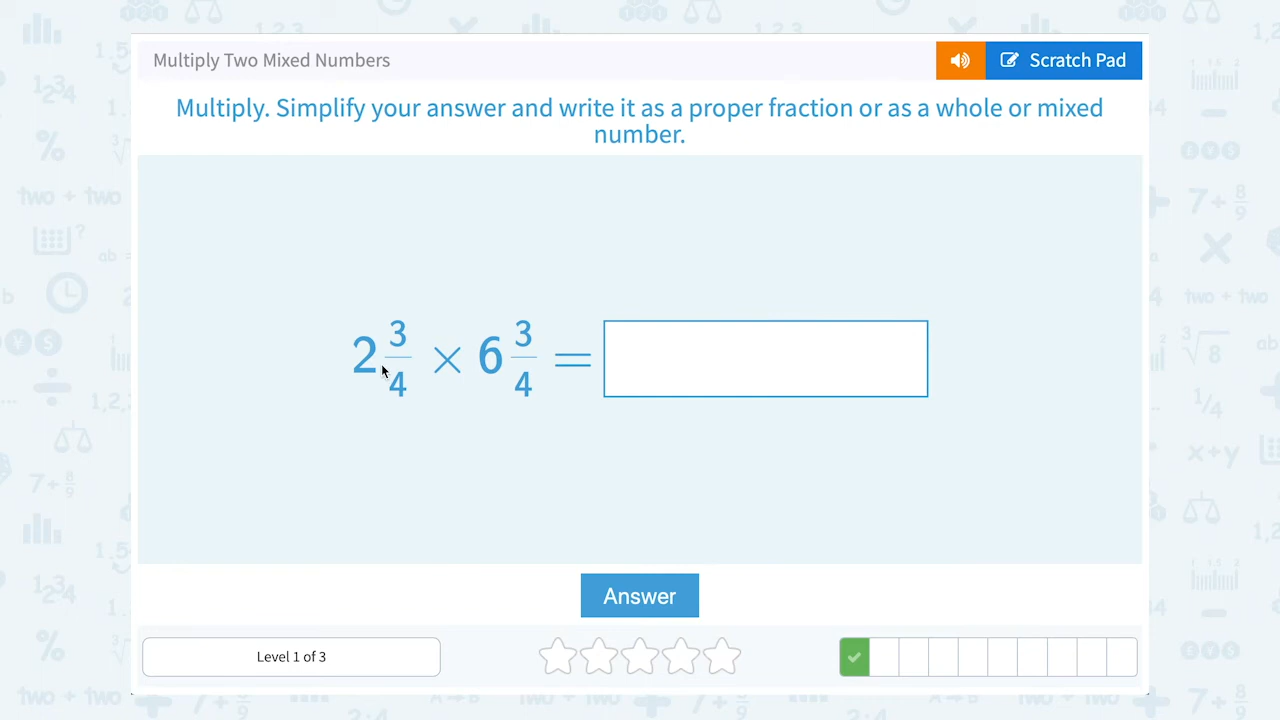 Multiply Two Mixed Numbers
Scratch Pad
Multiply. Simplify your answer and write it as a proper fraction or as a whole or mixed
number.
2 3/4 × 6 3/4 =
Answer
Level 1 of 3